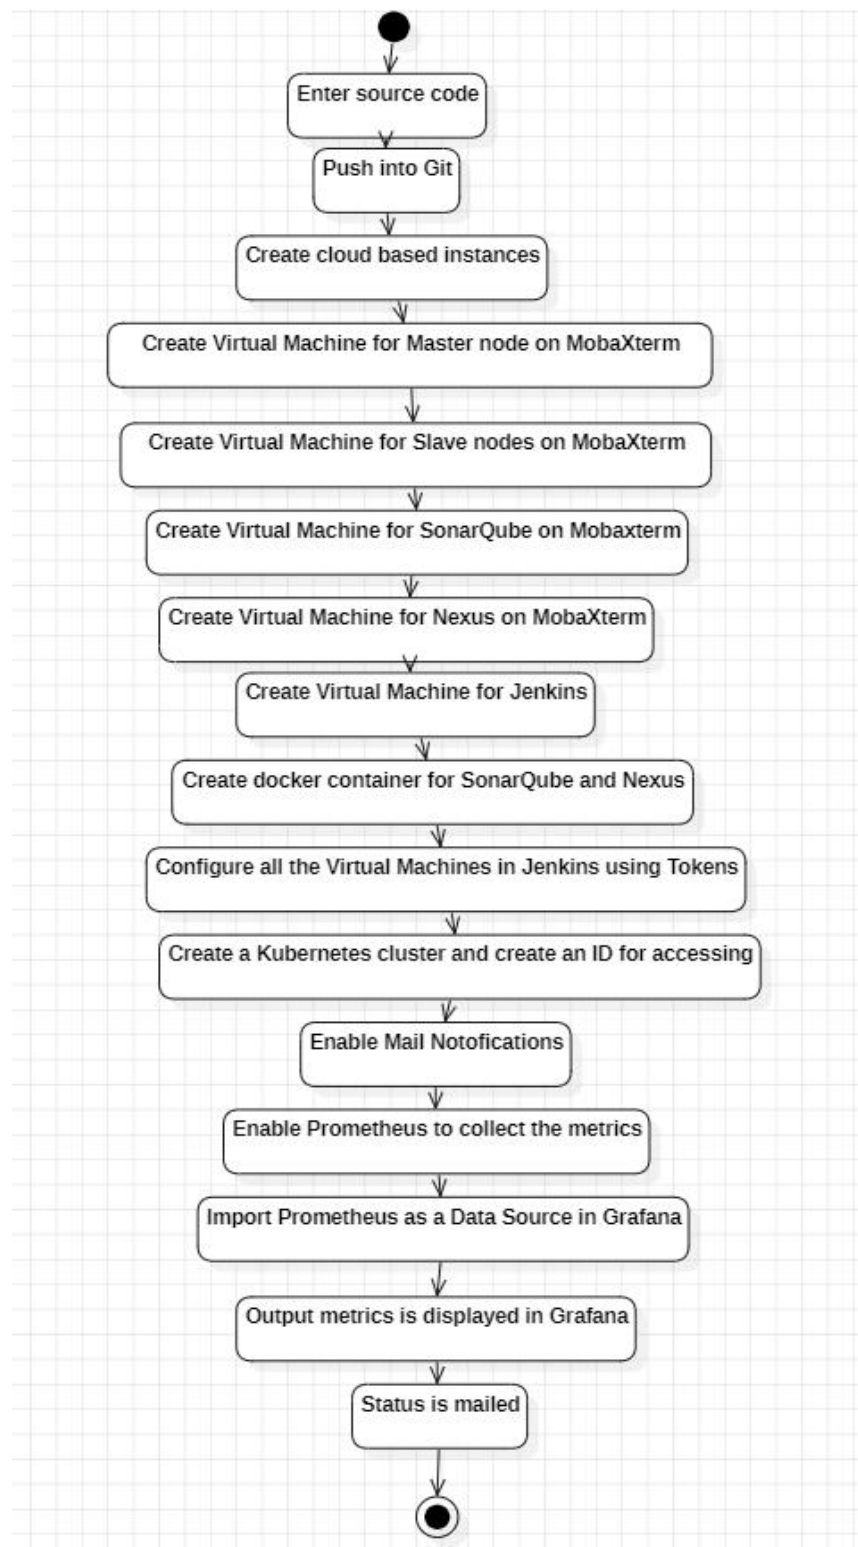 Enter source code
Push into Git
Create cloud based instances
Create Virtual Machine for Master node on MobaXterm
Create Virtual Machine for Slave nodes on MobaXterm
Create Virtual Machine for SonarQube on Mobaxterm
Create Virtual Machine for Nexus on MobaXterm
Create Virtual Machine for Jenkins
Create docker container for SonarQube and Nexus
Configure all the Virtual Machines in Jenkins using Tokens
Create a Kubernetes cluster and create an ID for accessing
Enable Mail Notofications
Enable Prometheus to collect the metrics
Import Prometheus as a Data Source in Grafana
Output metrics is displayed in Grafana
Status is mailed